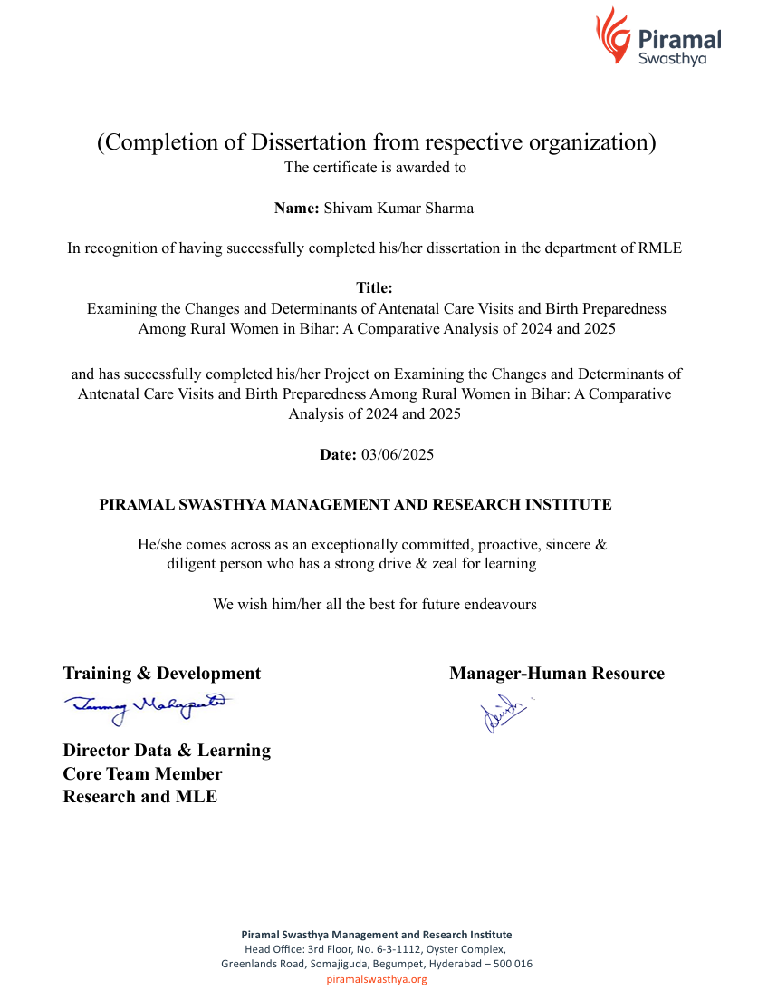 Piramal
Swasthya
(Completion of Dissertation from respective organization)
The certificate is awarded to
Name: Shivam Kumar Sharma
In recognition of having successfully completed his/her dissertation in the department of RMLE
Title:
Examining the Changes and Determinants of Antenatal Care Visits and Birth Preparedness
Among Rural Women in Bihar: A Comparative Analysis of 2024 and 2025
and has successfully completed his/her Project on Examining the Changes and Determinants of
Antenatal Care Visits and Birth Preparedness Among Rural Women in Bihar: A Comparative
Analysis of 2024 and 2025
Date: 03/06/2025
PIRAMAL SWASTHYA MANAGEMENT AND RESEARCH INSTITUTE
He/she comes across as an exceptionally committed, proactive, sincere &
diligent person who has a strong drive & zeal for learning
We wish him/her all the best for future endeavours
Training & Development
Manager-Human Resource
Tanmay Mahapatra
Director Data & Learning
Core Team Member
Research and MLE
Piramal Swasthya Management and Research Institute
Head Office: 3rd Floor, No. 6-3-1112, Oyster Complex,
Greenlands Road, Somajiguda, Begumpet, Hyderabad – 500 016
piramalswasthya.org